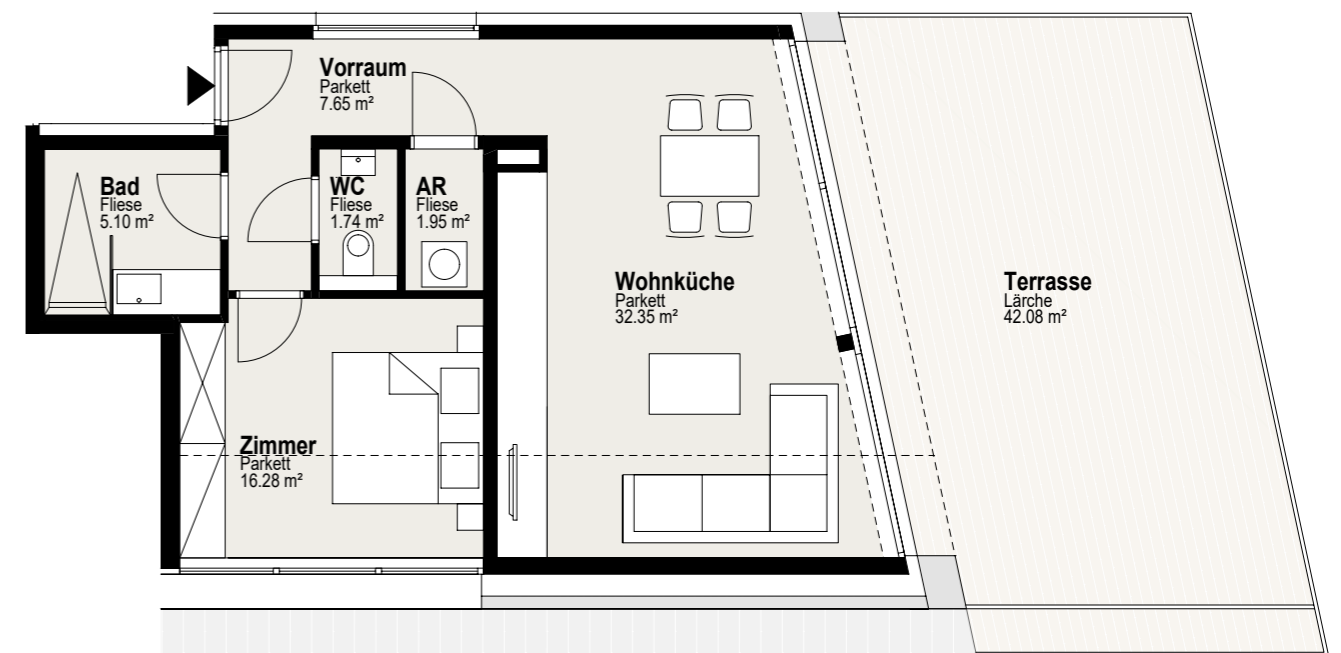 Vorraum
Parkett
7.65 m²
Bad
Fliese
5.10 m²
WC
Fliese
1.74 m²
AR
Fliese
1.95 m²
Wohnküche
Parkett
32.35 m²
Terrasse
Lärche
42.08 m²
Zimmer
Parkett
16.28 m²